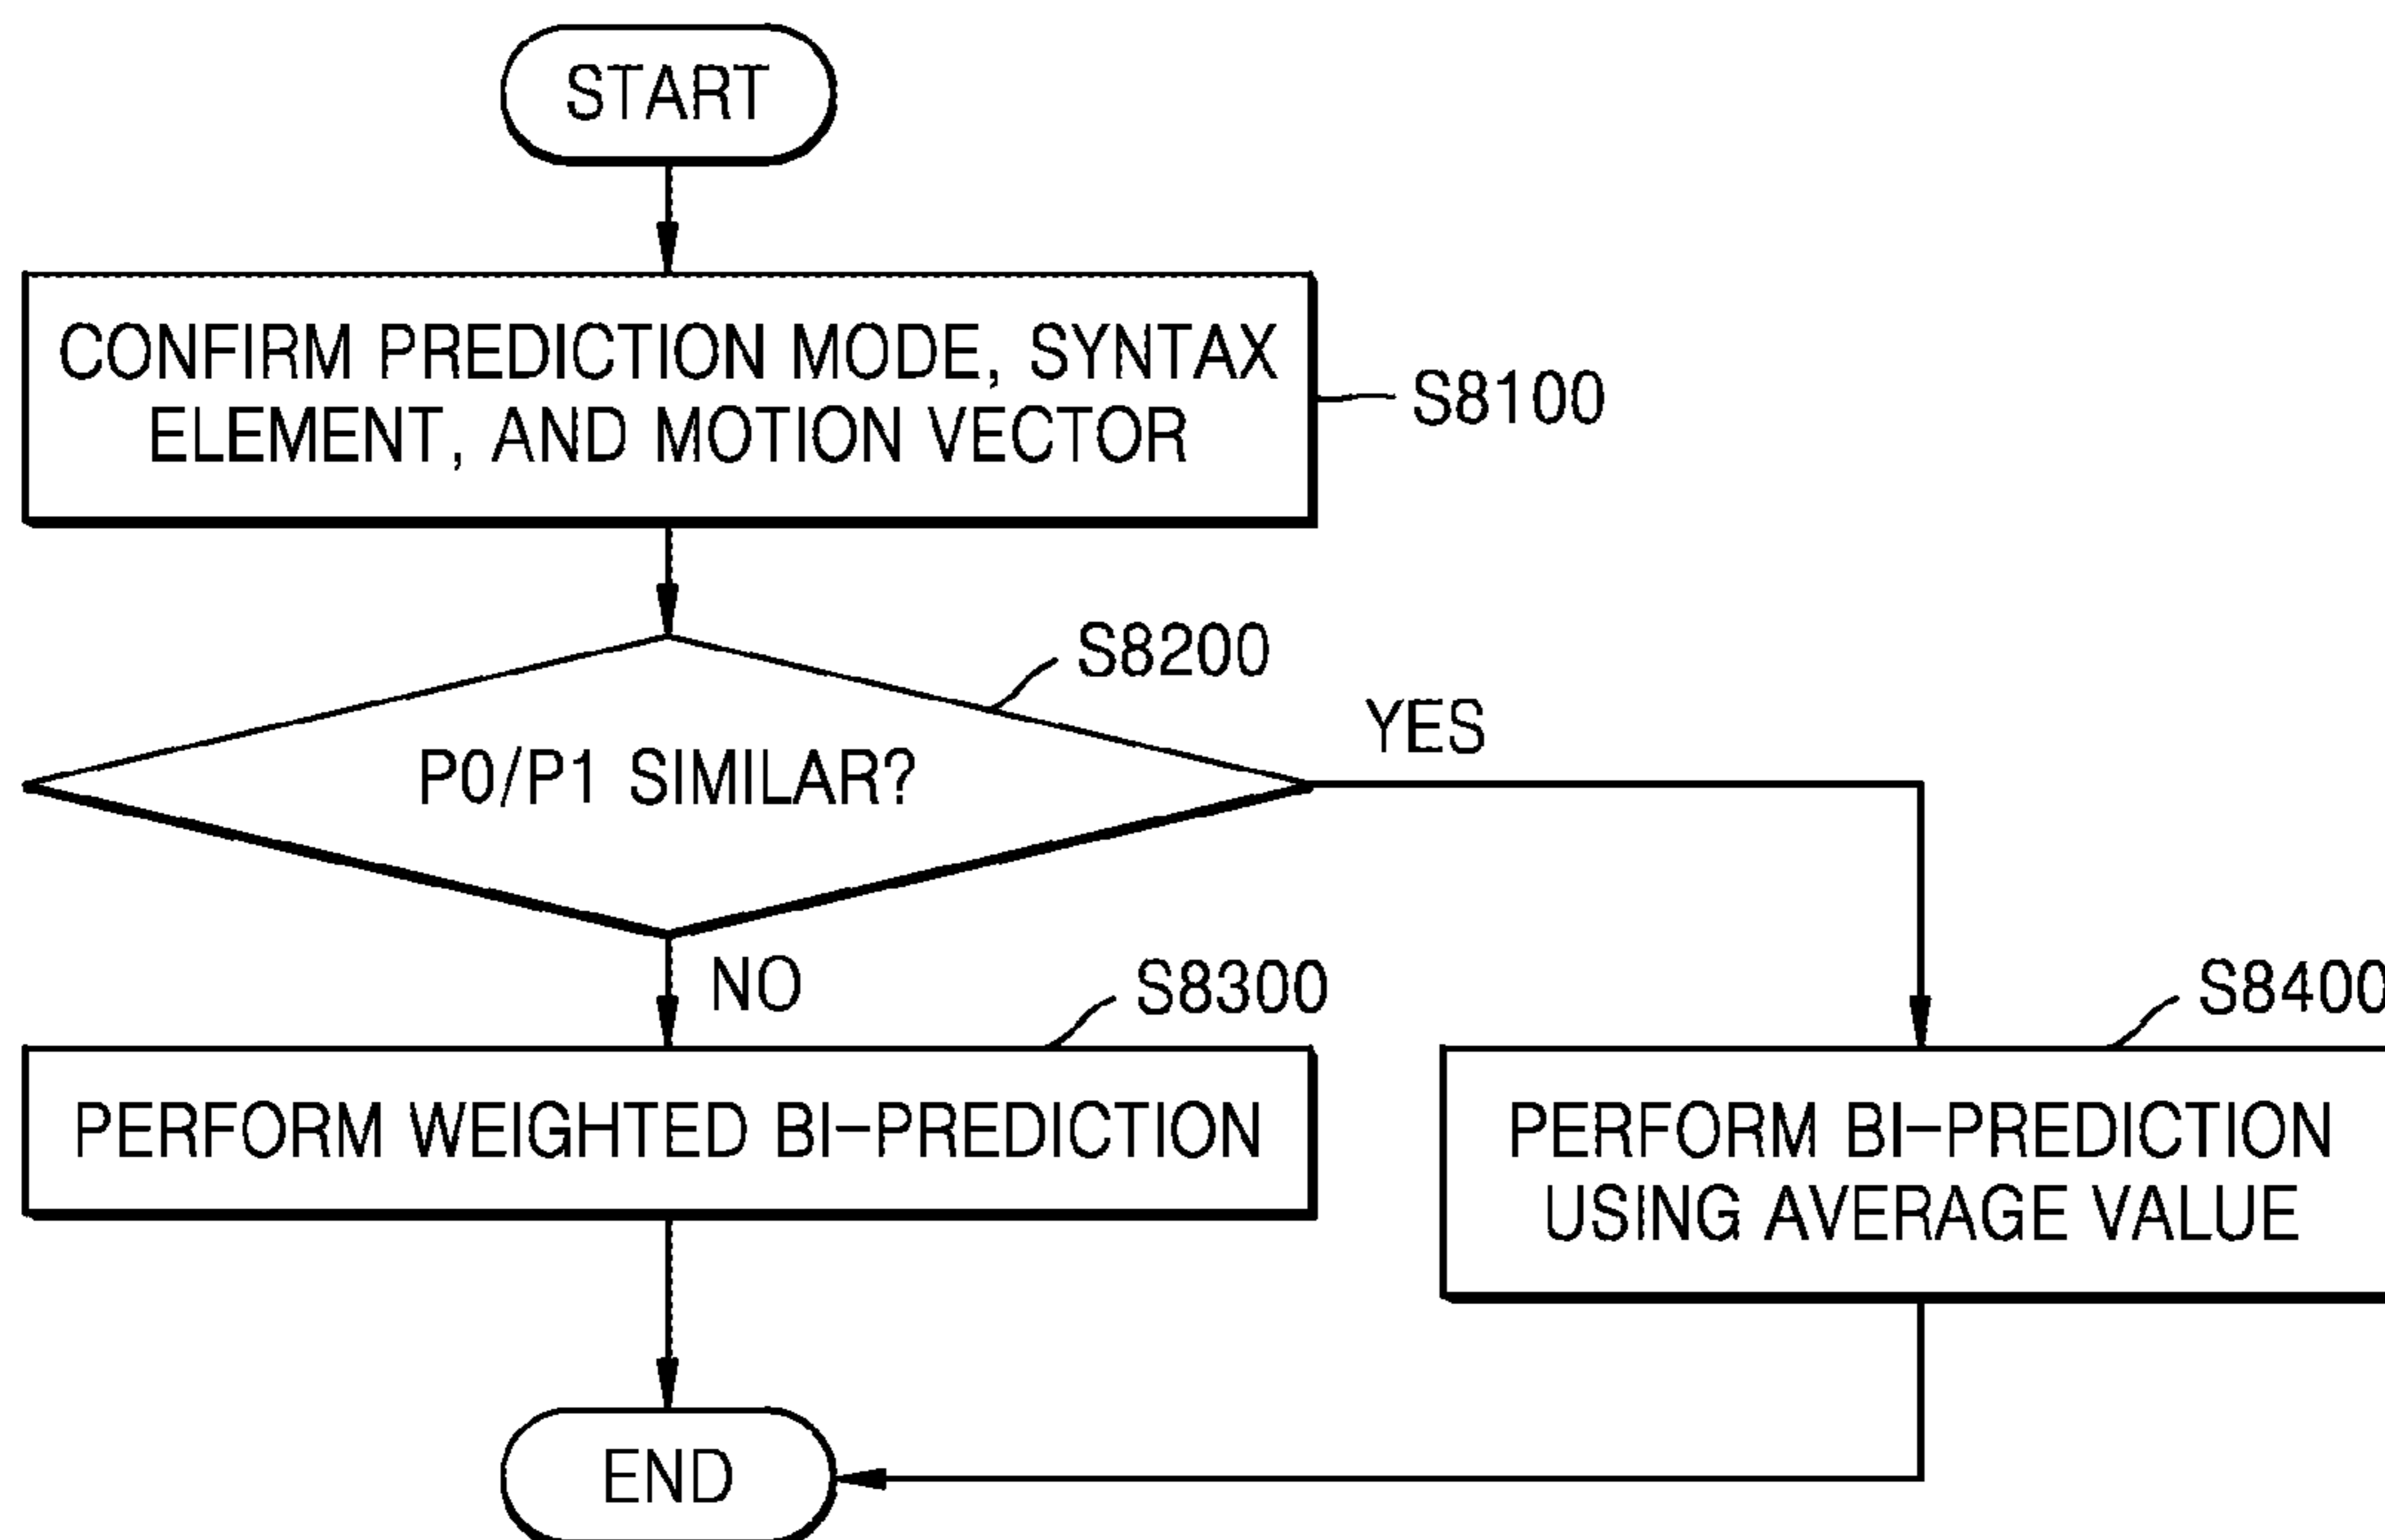 START
CONFIRM PREDICTION MODE, SYNTAX
ELEMENT, AND MOTION VECTOR
S8100
S8200
P0/P1 SIMILAR?
YES
NO
S8300
S8400
PERFORM WEIGHTED BI-PREDICTION
PERFORM BI-PREDICTION
USING AVERAGE VALUE
END